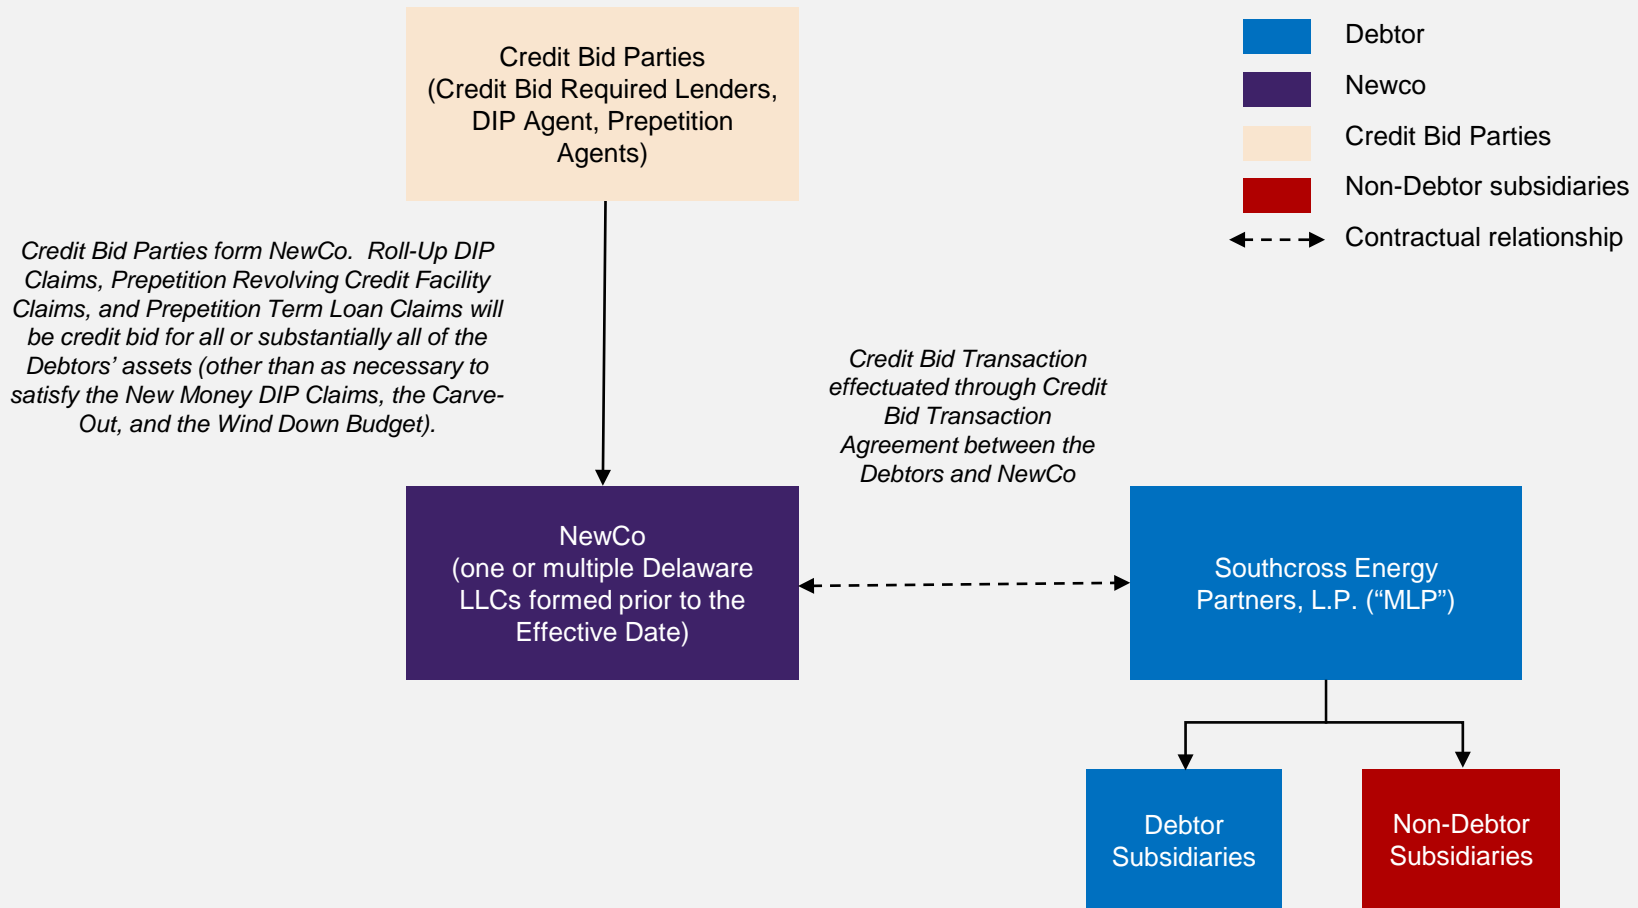 Credit Bid Parties
(Credit Bid Required Lenders,
DIP Agent, Prepetition
Agents)
Debtor
Newco
Credit Bid Parties
Non-Debtor subsidiaries
Contractual relationship
Credit Bid Parties form NewCo.  Roll-Up DIP
Claims, Prepetition Revolving Credit Facility
Claims, and Prepetition Term Loan Claims will
be credit bid for all or substantially all of the
Debtors’ assets (other than as necessary to
satisfy the New Money DIP Claims, the Carve-
Out, and the Wind Down Budget).
Credit Bid Transaction
effectuated through Credit
Bid Transaction
Agreement between the
Debtors and NewCo
NewCo
(one or multiple Delaware
LLCs formed prior to the
Effective Date)
Southcross Energy
Partners, L.P. (“MLP”)
Debtor
Subsidiaries
Non-Debtor
Subsidiaries